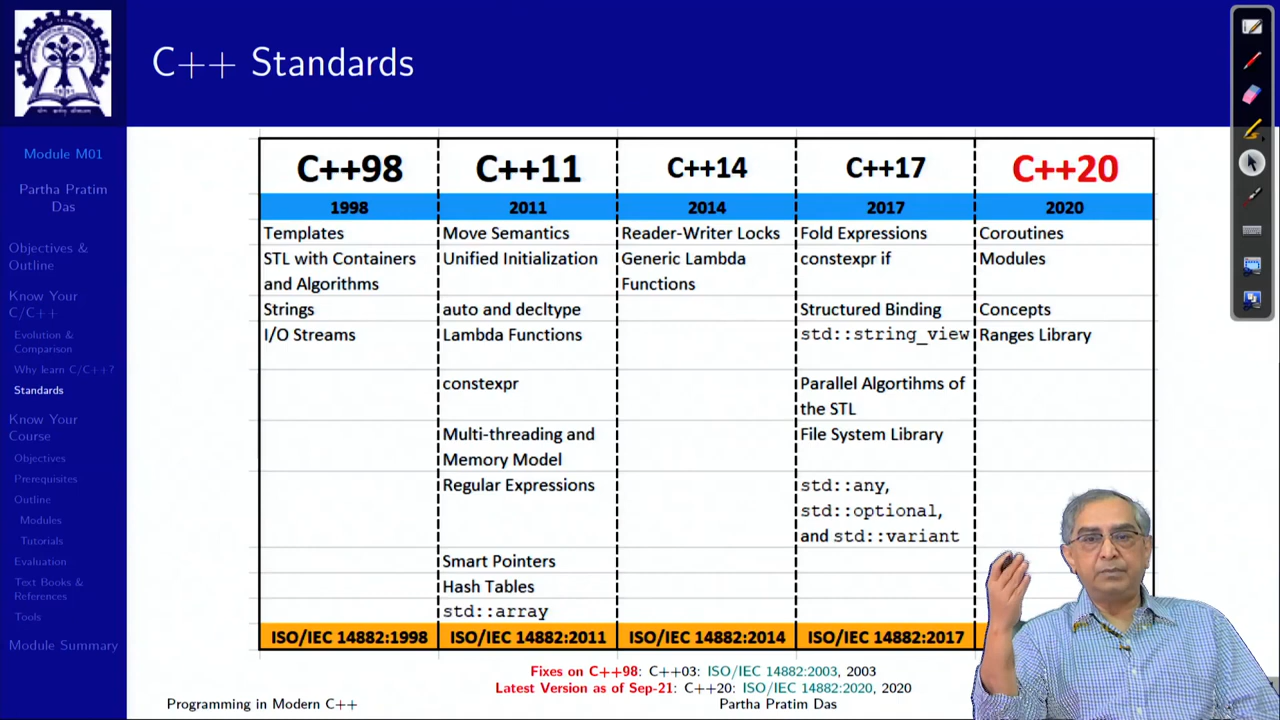 C++ Standards
Module M01
Partha Pratim
Das
Objectives &
Outline
Know Your
C/C++
Evolution &
Comparison
Why learn C/C++?
Standards
Know Your
Course
Objectives
Prerequisites
Outline
Modules
Tutorials
Evaluation
Text Books &
References
Tools
Module Summary
C++98
1998
Templates
STL with Containers
and Algorithms
Strings
I/O Streams
ISO/IEC 14882:1998
C++11
2011
Move Semantics
Unified Initialization
auto and decltype
Lambda Functions
constexpr
Multi-threading and
Memory Model
Regular Expressions
Smart Pointers
Hash Tables
std::array
ISO/IEC 14882:2011
C++14
2014
Reader-Writer Locks
Generic Lambda
Functions
ISO/IEC 14882:2014
C++17
2017
Fold Expressions
constexpr if
Structured Binding
std::string_view
Parallel Algortihms of
the STL
File System Library
std::any,
std::optional,
and std::variant
ISO/IEC 14882:2017
C++20
2020
Coroutines
Modules
Concepts
Ranges Library
Fixes on C++98: C++03: ISO/IEC 14882:2003, 2003
Latest Version as of Sep-21: C++20: ISO/IEC 14882:2020, 2020
Programming in Modern C++
Partha Pratim Das